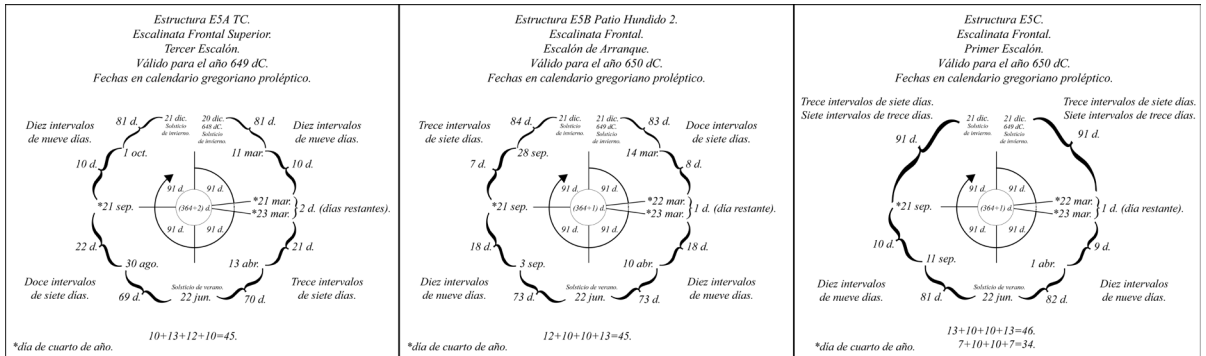 Estructura E5A TC.
Escalinata Frontal Superior.
Tercer Escalón.
Válido para el año 649 dC.
Fechas en calendario gregoriano proléptico.
81 d.
21 dic.
Solsticio
de invierno.
20 dic.
648 dC.
Solsticio
de invierno.
81 d.
Diez intervalos
de nueve días.
Diez intervalos
de nueve días.
1 oct.
11 mar.
10 d.
10 d.
91 d.
91 d.
*21 sep.
(364+2) d.
*21 mar.
*23 mar.
2 d. (días restantes).
91 d.
91 d.
22 d.
21 d.
30 ago.
13 abr.
Doce intervalos
de siete días.
Trece intervalos
de siete días.
69 d.
Solsticio de verano.
22 jun.
70 d.
10+13+12+10=45.
*día de cuarto de año.
Estructura E5B Patio Hundido 2.
Escalinata Frontal.
Escalón de Arranque.
Válido para el año 650 dC.
Fechas en calendario gregoriano proléptico.
84 d.
21 dic.
Solsticio
de invierno.
21 dic.
649 dC.
Solsticio
de invierno.
83 d.
Trece intervalos
de siete días.
Doce intervalos
de siete días.
28 sep.
14 mar.
7 d.
8 d.
91 d.
91 d.
*21 sep.
(364+1) d.
*22 mar.
*23 mar.
1 d. (día restante).
91 d.
91 d.
18 d.
18 d.
3 sep.
10 abr.
Diez intervalos
de nueve días.
Diez intervalos
de nueve días.
73 d.
Solsticio de verano.
22 jun.
73 d.
12+10+10+13=45.
*día de cuarto de año.
Estructura E5C.
Escalinata Frontal.
Primer Escalón.
Válido para el año 650 dC.
Fechas en calendario gregoriano proléptico.
Trece intervalos de siete días.
Siete intervalos de trece días.
Trece intervalos de siete días.
Siete intervalos de trece días.
91 d.
21 dic.
Solsticio
de invierno.
21 dic.
649 dC.
Solsticio
de invierno.
91 d.
91 d.
91 d.
*21 sep.
(364+1) d.
*22 mar.
*23 mar.
1 d. (día restante).
91 d.
91 d.
10 d.
9 d.
11 sep.
1 abr.
Diez intervalos
de nueve días.
Diez intervalos
de nueve días.
81 d.
Solsticio de verano.
22 jun.
82 d.
13+10+10+13=46.
7+10+10+7=34.
*día de cuarto de año.